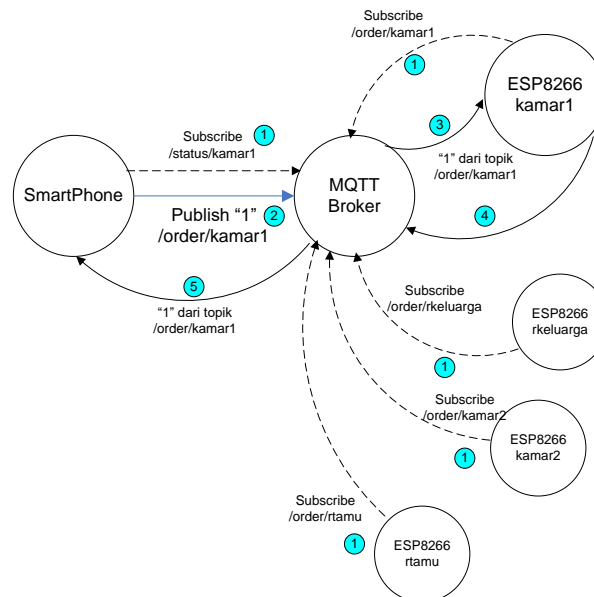 Subscribe
/order/kamar1
1
ESP8266
kamar1
3
1
Subscribe
/status/kamar1
"1" dari topik
/order/kamar1
SmartPhone
MQTT
Broker
Publish "1"
/order/kamar1
2
4
5
"1" dari topik
/order/kamar1
Subscribe
/order/rkeluarga
ESP8266
rkeluarga
1
Subscribe
/order/kamar2
ESP8266
kamar2
1
Subscribe
/order/rtamu
1
ESP8266
rtamu